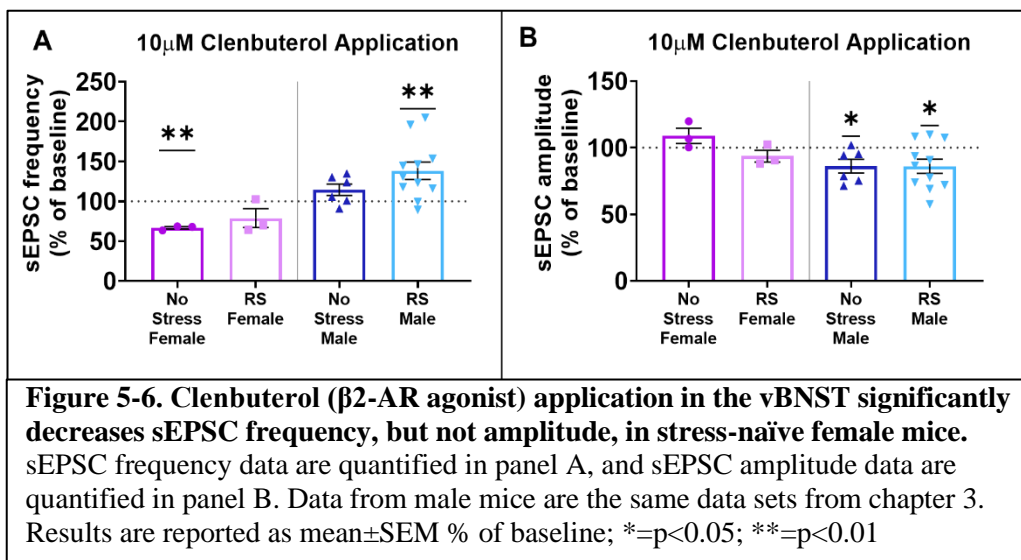 A
10μM Clenbuterol Application
**
**
sEPSC frequency
(% of baseline)
250
200
150
100
50
0
No
Stress
Female
RS
Female
No
Stress
Male
RS
Male
B
10μM Clenbuterol Application
*
*
sEPSC amplitude
(% of baseline)
150
100
50
0
No
Stress
Female
RS
Female
No
Stress
Male
RS
Male
Figure 5-6. Clenbuterol (β2-AR agonist) application in the vBNST significantly
decreases sEPSC frequency, but not amplitude, in stress-naïve female mice.
sEPSC frequency data are quantified in panel A, and sEPSC amplitude data are
quantified in panel B. Data from male mice are the same data sets from chapter 3.
Results are reported as mean±SEM % of baseline; *=p<0.05; **=p<0.01